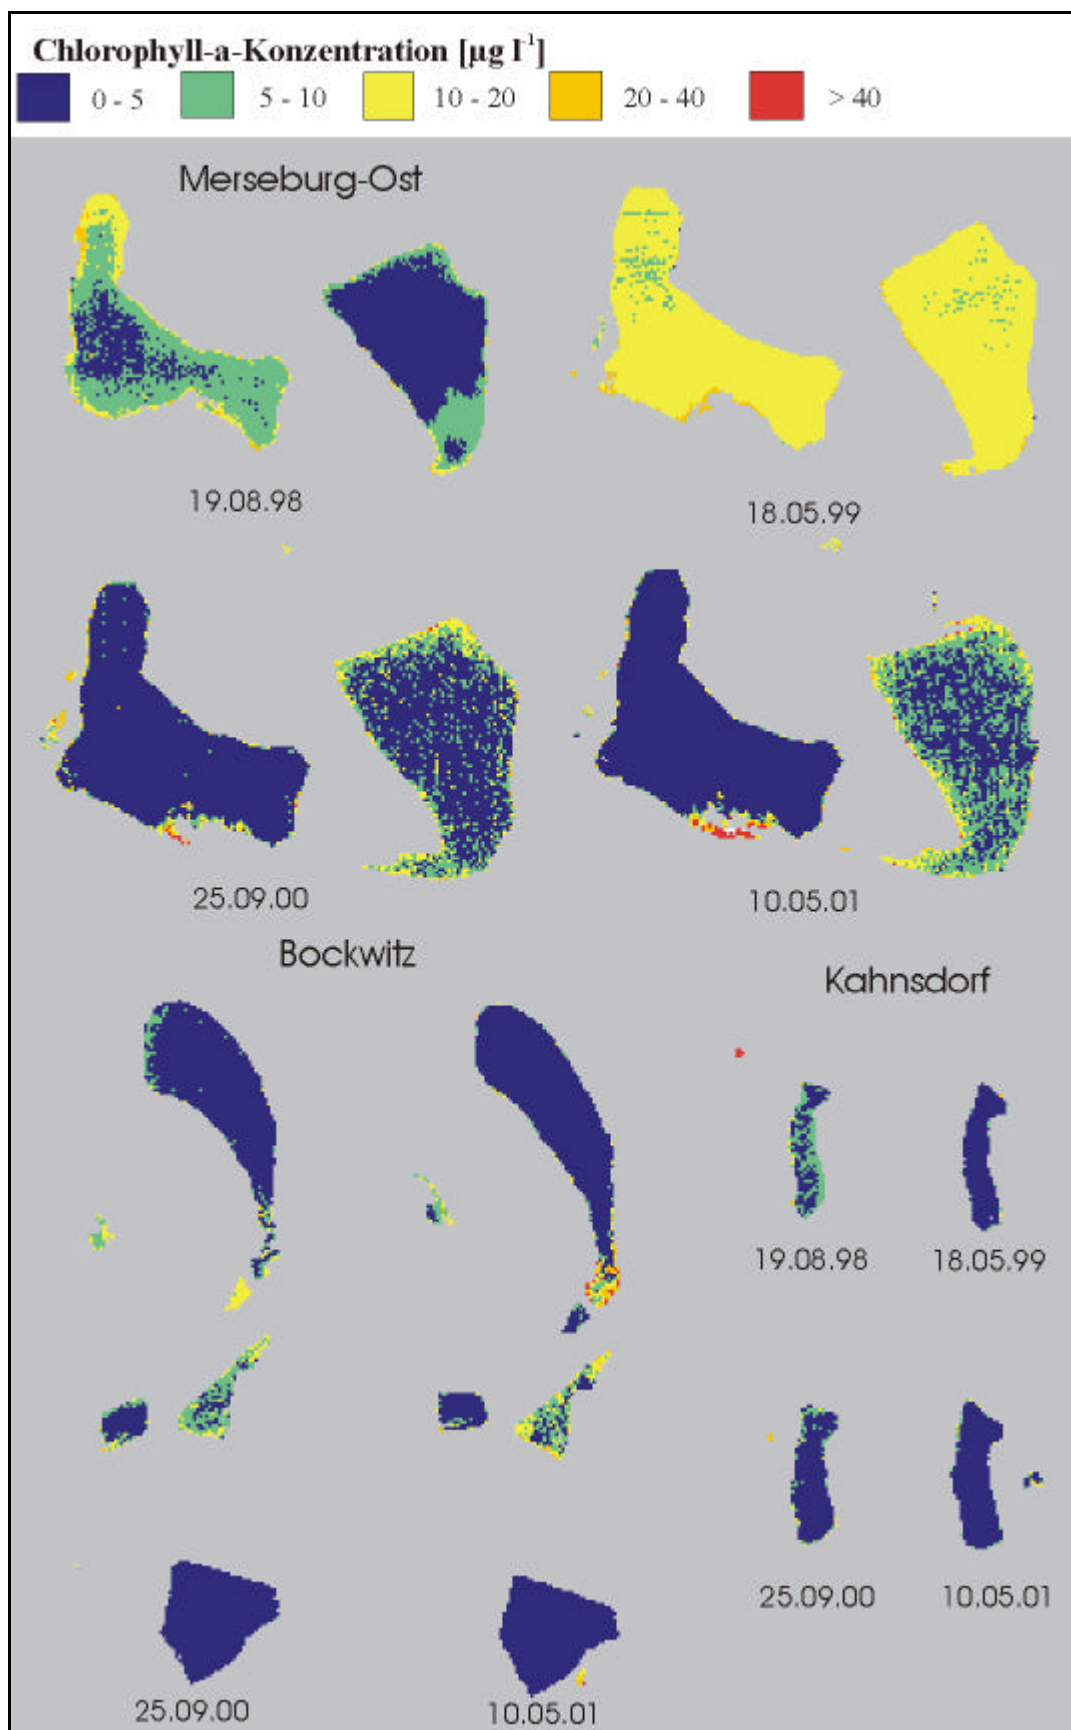 Chlorophyll-a-Konzentration [µg l⁻¹]
0 - 5 5 - 10 10 - 20 20 - 40 > 40
Merseburg-Ost
19.08.98 18.05.99
25.09.00 10.05.01
Bockwitz
Kahnsdorf
19.08.98 18.05.99
25.09.00 10.05.01
25.09.00 10.05.01